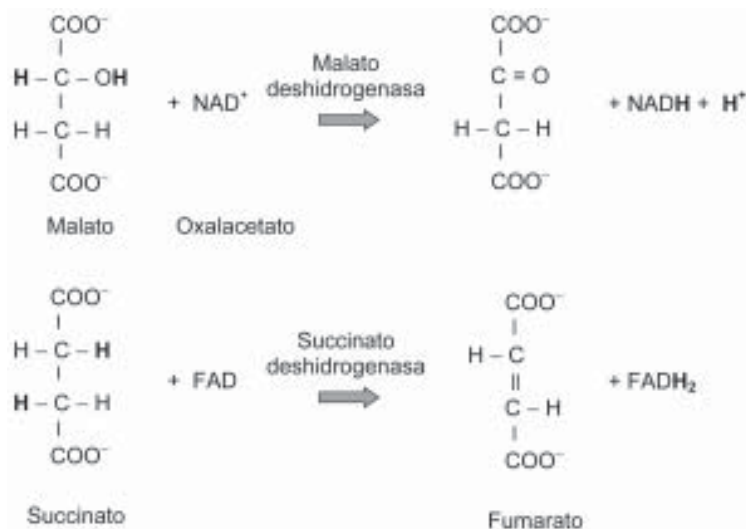 COO⁻ COO⁻
H – C – OH + NAD⁺ Malato deshidrogenasa C = O + NADH + H⁺
H – C – H H – C – H
COO⁻ COO⁻
Malato Oxalacetato
COO⁻ COO⁻
H – C – H + FAD Succinato deshidrogenasa H – C + FADH₂
H – C – H C – H
COO⁻ COO⁻
Succinato Fumarato